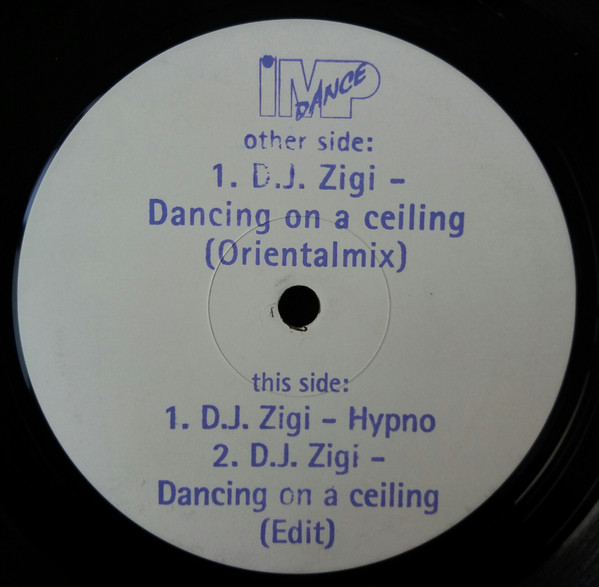 iMP
DANCE
other side:
1. D.J. Zigi –
Dancing on a ceiling
(Orientalmix)
this side:
1. D.J. Zigi – Hypno
2. D.J. Zigi –
Dancing on a ceiling
(Edit)